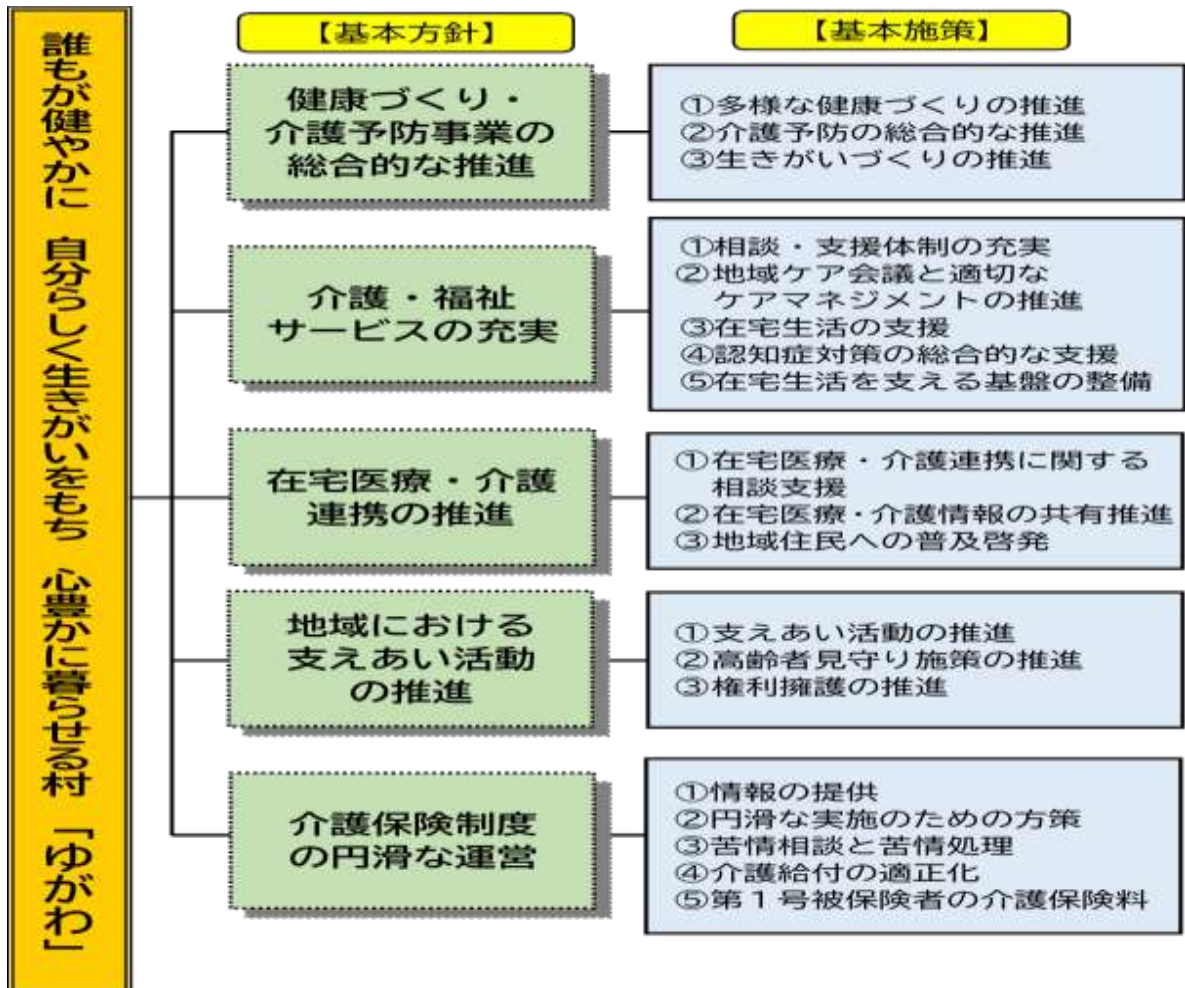 誰もが健やかに 自分らしく生きがいをもち 心豊かに暮らせる村 「ゆがわ」
【基本方針】
【基本施策】
健康づくり・
介護予防事業の
総合的な推進
①多様な健康づくりの推進
②介護予防の総合的な推進
③生きがいづくりの推進
介護・福祉
サービスの充実
①相談・支援体制の充実
②地域ケア会議と適切な
ケアマネジメントの推進
③在宅生活の支援
④認知症対策の総合的な支援
⑤在宅生活を支える基盤の整備
在宅医療・介護
連携の推進
①在宅医療・介護連携に関する
相談支援
②在宅医療・介護情報の共有推進
③地域住民への普及啓発
地域における
支えあい活動
の推進
①支えあい活動の推進
②高齢者見守り施策の推進
③権利擁護の推進
介護保険制度
の円滑な運営
①情報の提供
②円滑な実施のための方策
③苦情相談と苦情処理
④介護給付の適正化
⑤第1号被保険者の介護保険料